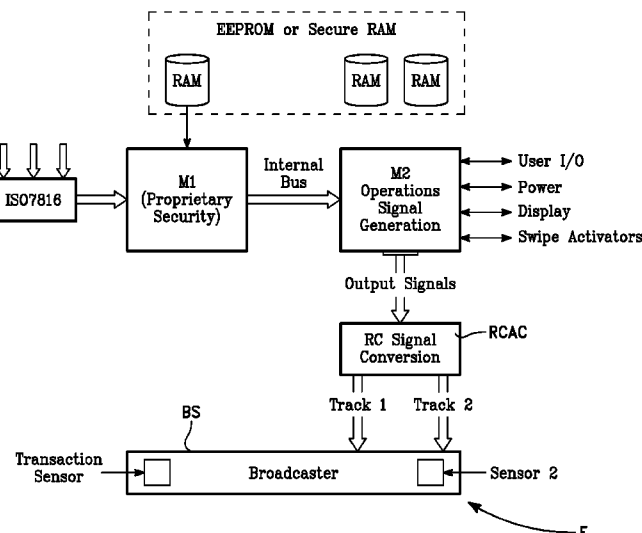 EEPROM or Secure RAM
RAM
RAM
RAM
ISO7816
M1
(Proprietary
Security)
Internal
Bus
M2
Operations
Signal
Generation
User I/O
Power
Display
Swipe Activators
Output Signals
RC Signal
Conversion
RCAC
Track 1
Track 2
BS
Transaction
Sensor
Broadcaster
Sensor 2